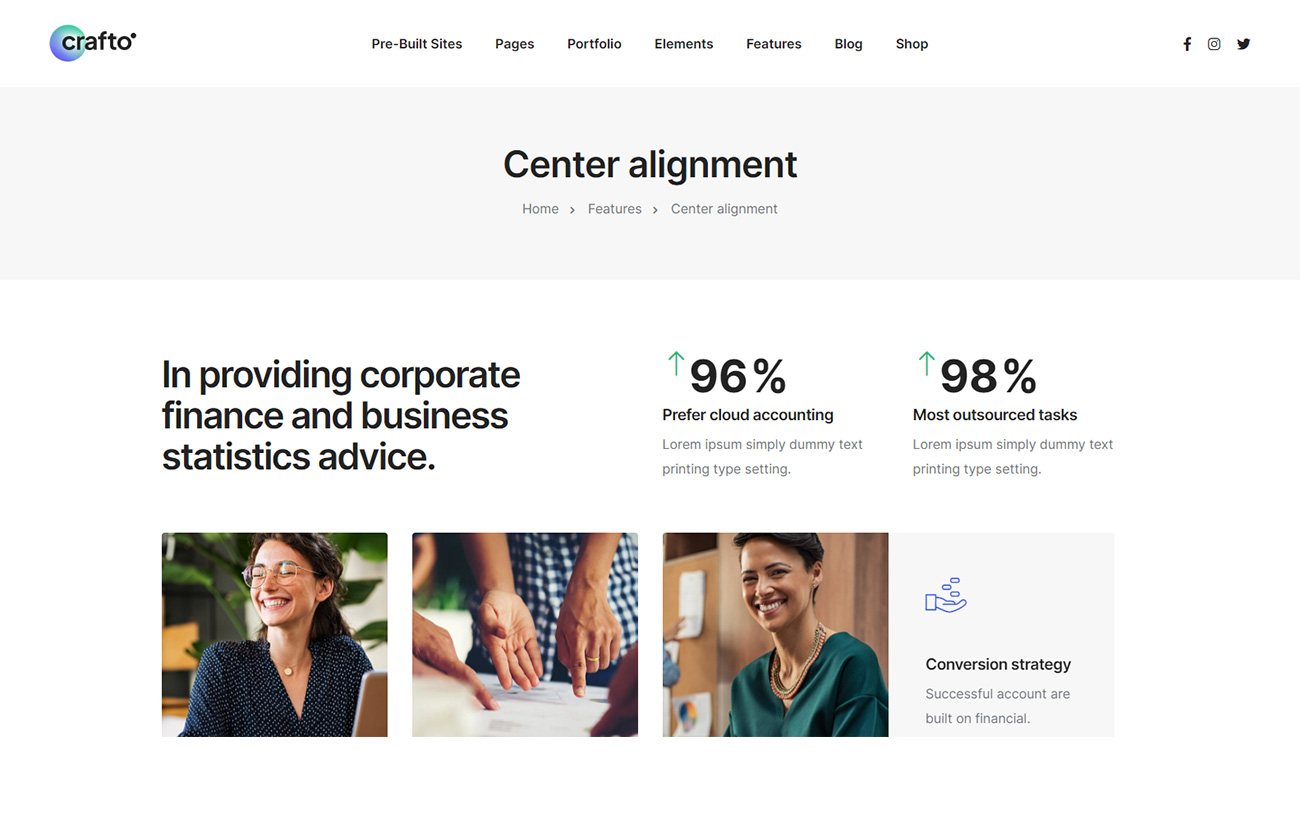 crafto
Pre-Built Sites Pages Portfolio Elements Features Blog Shop
Center alignment
Home > Features > Center alignment
In providing corporate
finance and business
statistics advice.
96%
Prefer cloud accounting
Lorem ipsum simply dummy text
printing type setting.
98%
Most outsourced tasks
Lorem ipsum simply dummy text
printing type setting.
Conversion strategy
Successful account are
built on financial.